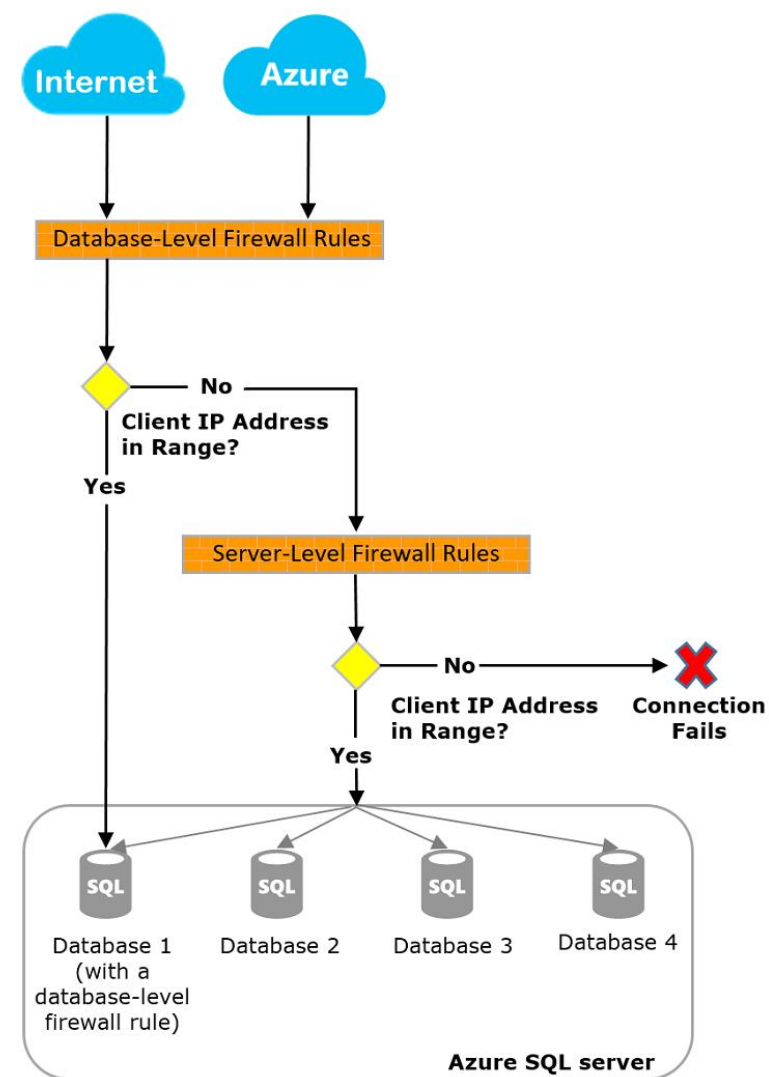 Internet
Azure
Database-Level Firewall Rules
No
Client IP Address
in Range?
Yes
Server-Level Firewall Rules
No
Client IP Address
in Range?
Connection
Fails
Yes
SQL
SQL
SQL
SQL
Database 1
(with a
database-level
firewall rule)
Database 2
Database 3
Database 4
Azure SQL server